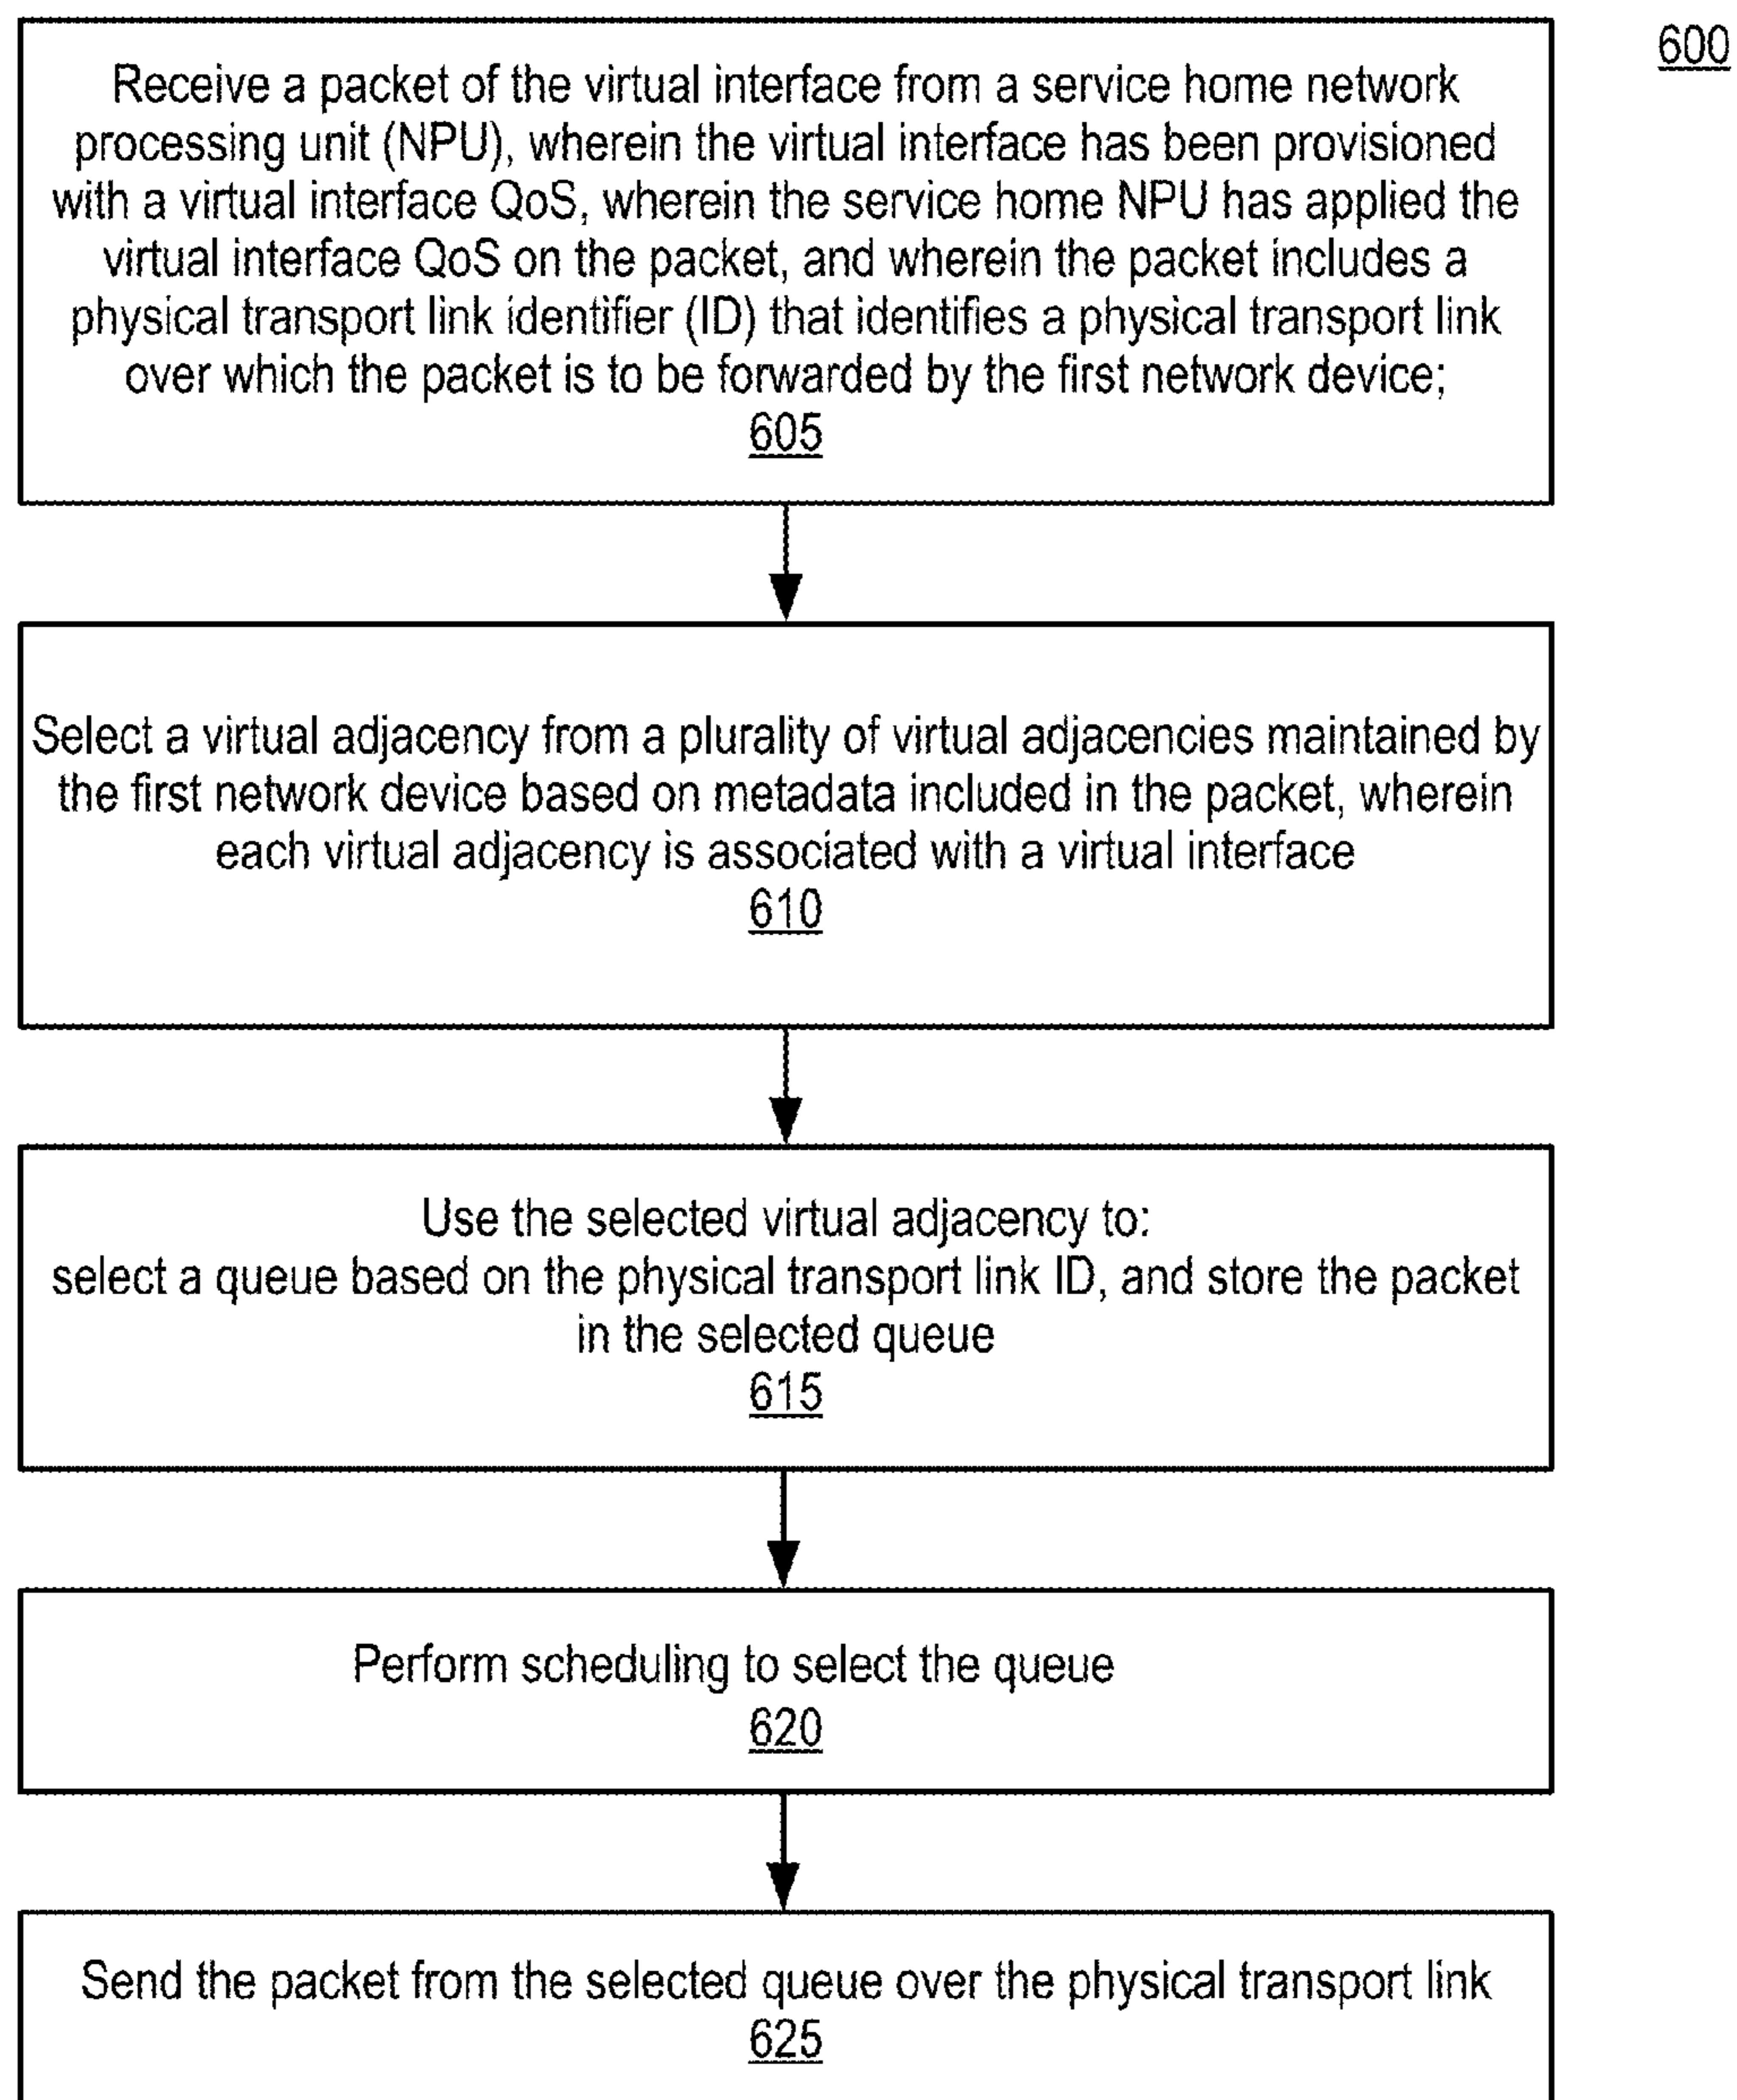 600
Receive a packet of the virtual interface from a service home network
processing unit (NPU), wherein the virtual interface has been provisioned
with a virtual interface QoS, wherein the service home NPU has applied the
virtual interface QoS on the packet, and wherein the packet includes a
physical transport link identifier (ID) that identifies a physical transport link
over which the packet is to be forwarded by the first network device;
605
Select a virtual adjacency from a plurality of virtual adjacencies maintained by
the first network device based on metadata included in the packet, wherein
each virtual adjacency is associated with a virtual interface
610
Use the selected virtual adjacency to:
select a queue based on the physical transport link ID, and store the packet
in the selected queue
615
Perform scheduling to select the queue
620
Send the packet from the selected queue over the physical transport link
625